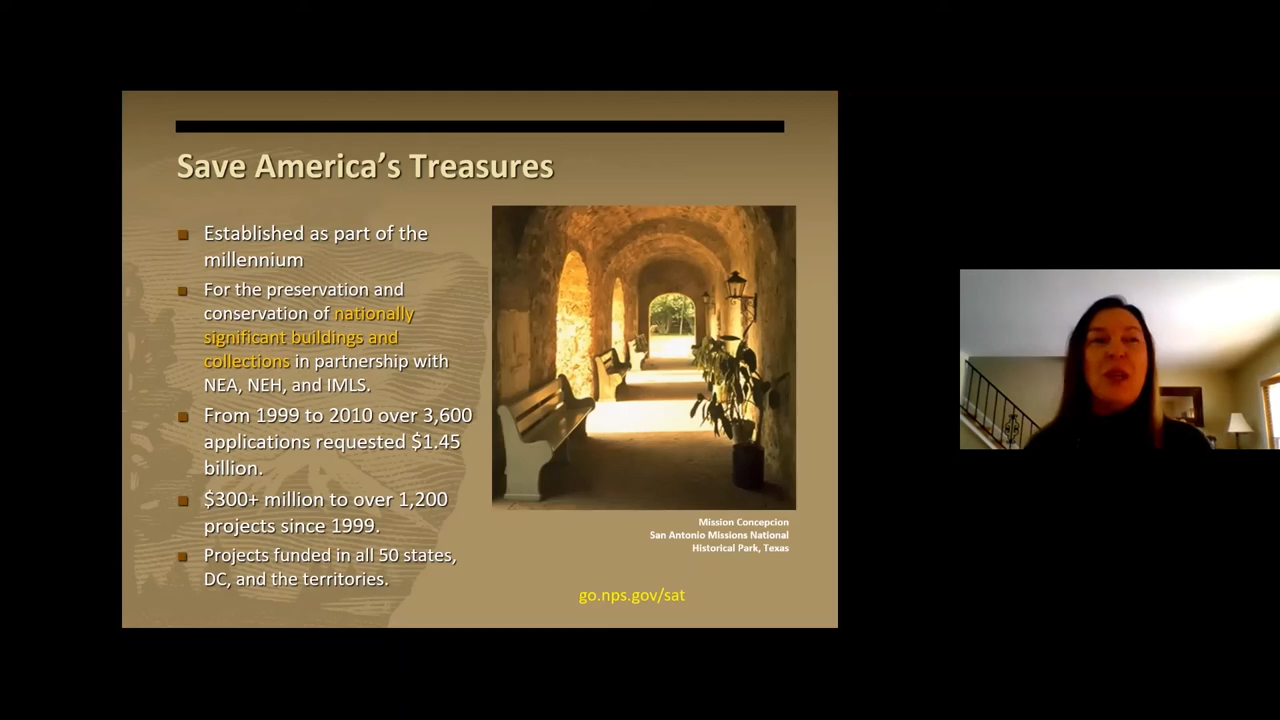 Save America’s Treasures
Established as part of the
millennium
For the preservation and
conservation of nationally
significant buildings and
collections in partnership with
NEA, NEH, and IMLS.
From 1999 to 2010 over 3,600
applications requested $1.45
billion.
$300+ million to over 1,200
projects since 1999.
Projects funded in all 50 states,
DC, and the territories.
Mission Concepcion
San Antonio Missions National
Historical Park, Texas
go.nps.gov/sat